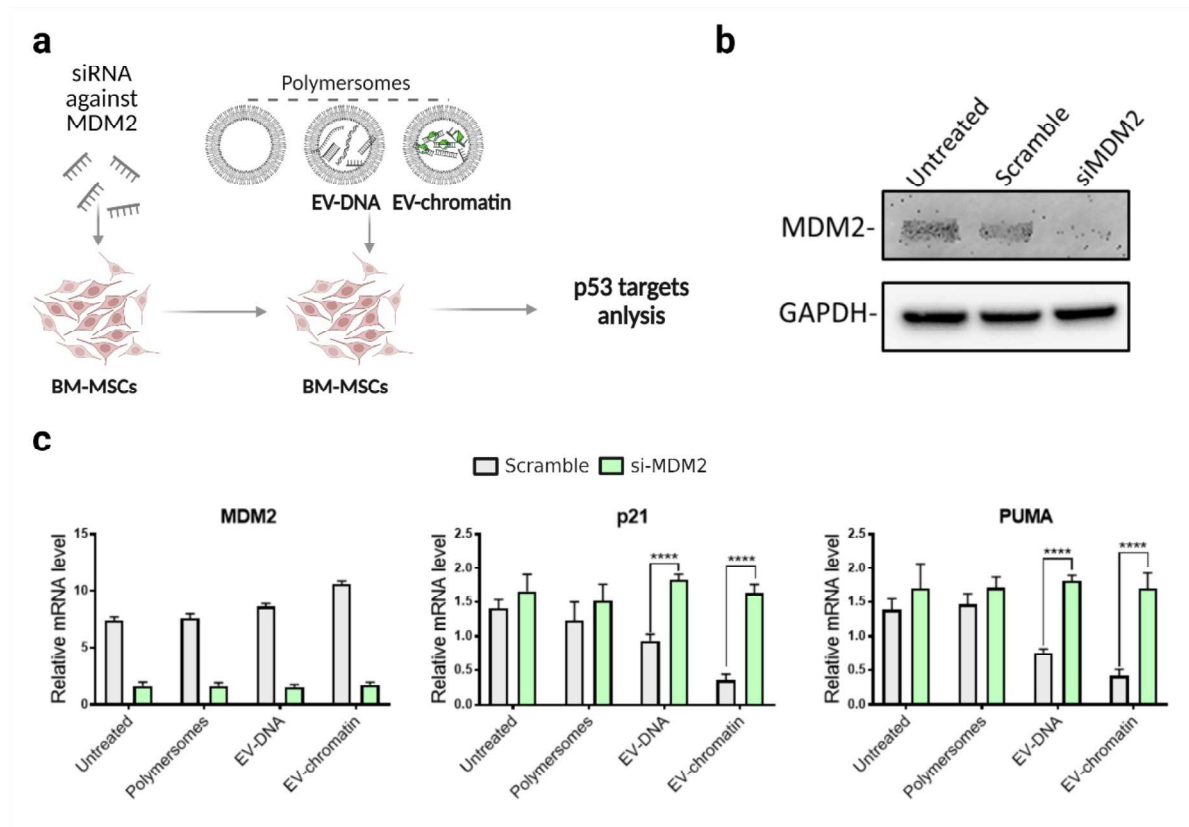 a
siRNA
against
MDM2
Polymersomes
EV-DNA EV-chromatin
BM-MSCs
BM-MSCs
p53 targets
anlysis
b
Untreated
Scramble
siMDM2
MDM2-
GAPDH-
c
Scramble si-MDM2
MDM2
Relative mRNA level
15
10
5
0
Untreated
Polymersomes
EV-DNA
EV-chromatin
p21
Relative mRNA level
2.5
2.0
1.5
1.0
0.5
0.0
****
****
Untreated
Polymersomes
EV-DNA
EV-chromatin
PUMA
Relative mRNA level
2.5
2.0
1.5
1.0
0.5
0.0
****
****
Untreated
Polymersomes
EV-DNA
EV-chromatin